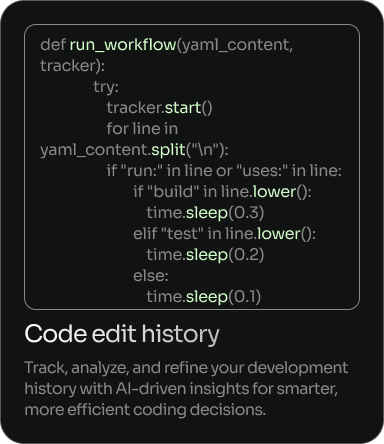 def run_workflow(yaml_content,
tracker):
try:
tracker.start()
for line in
yaml_content.split("\n"):
if "run:" in line or "uses:" in line:
if "build" in line.lower():
time.sleep(0.3)
elif "test" in line.lower():
time.sleep(0.2)
else:
time.sleep(0.1)
Code edit history
Track, analyze, and refine your development
history with AI-driven insights for smarter,
more efficient coding decisions.